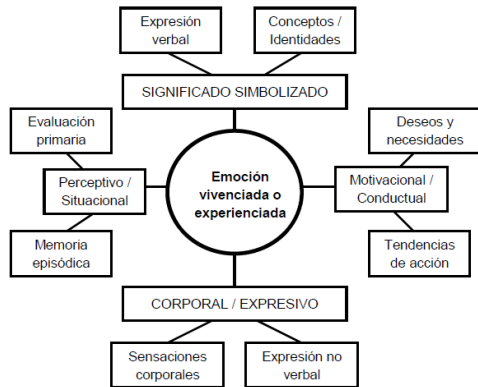 Expresión
verbal
Conceptos /
Identidades
SIGNIFICADO SIMBOLIZADO
Evaluación
primaria
Deseos y
necesidades
Perceptivo /
Situacional
Emoción
vivenciada o
experienciada
Motivacional /
Conductual
Memoria
episódica
Tendencias
de acción
CORPORAL / EXPRESIVO
Sensaciones
corporales
Expresión no
verbal